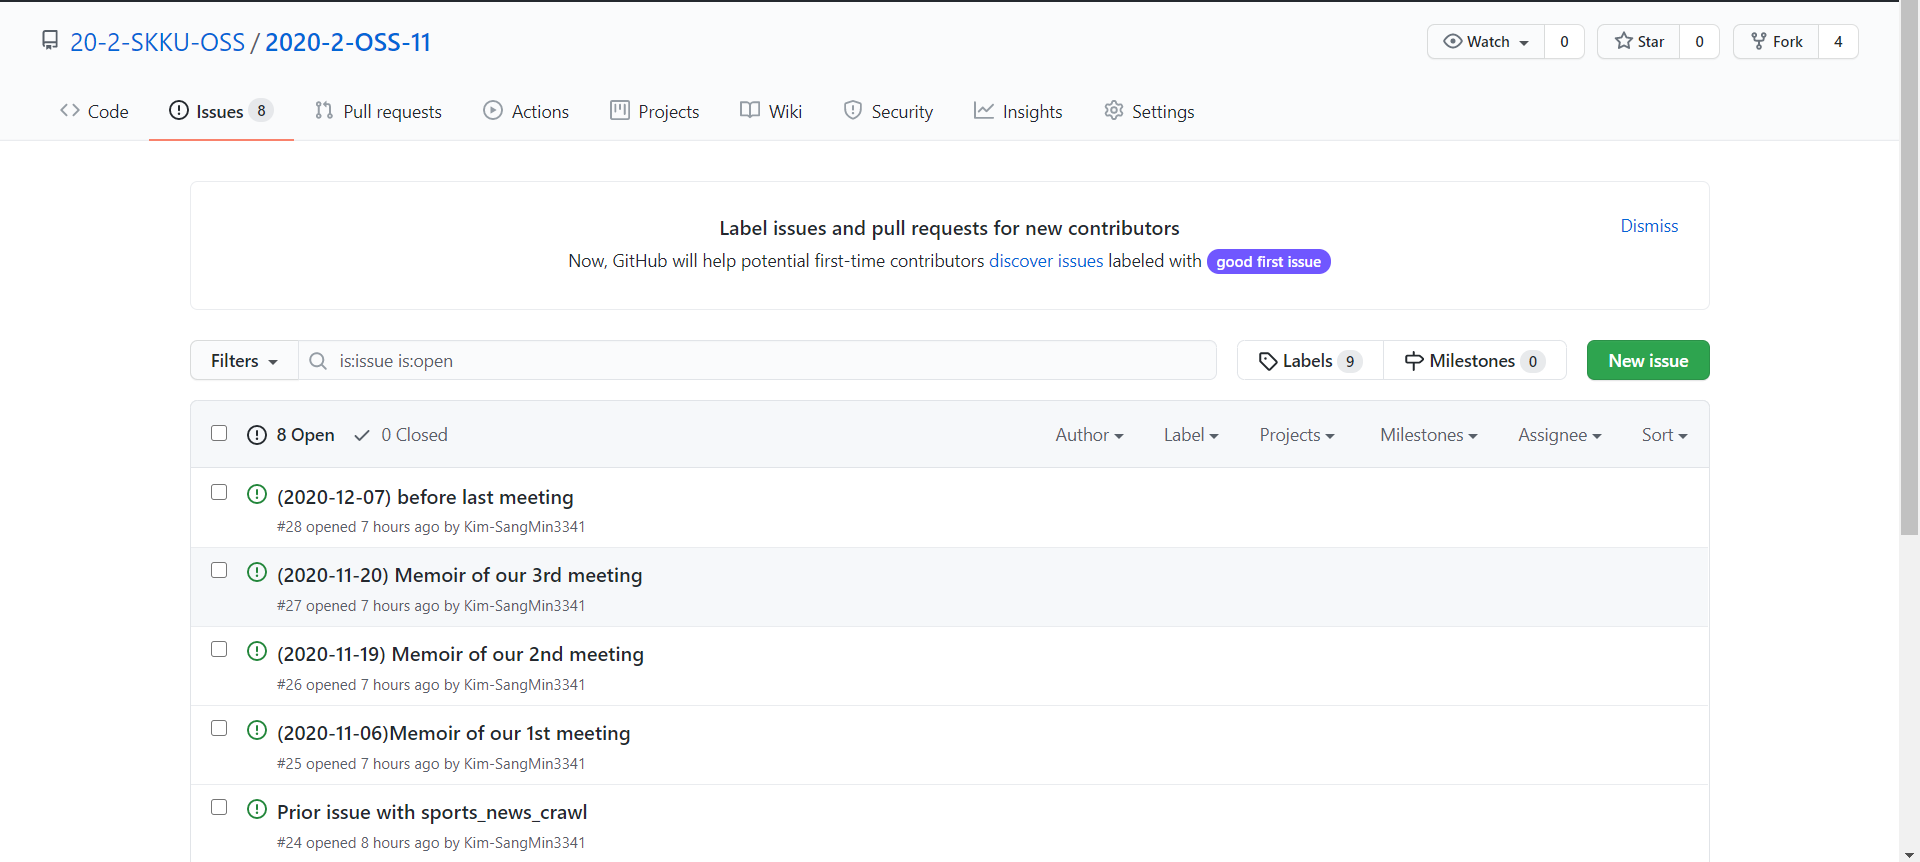 20-2-SKKU-OSS / 2020-2-OSS-11
Watch 0 Star 0 Fork 4
Code Issues 8 Pull requests Actions Projects Wiki Security Insights Settings
Label issues and pull requests for new contributors
Dismiss
Now, GitHub will help potential first-time contributors discover issues labeled with good first issue
Filters is:issue is:open Labels 9 Milestones 0 New issue
8 Open 0 Closed Author Label Projects Milestones Assignee Sort
(2020-12-07) before last meeting
#28 opened 7 hours ago by Kim-SangMin3341
(2020-11-20) Memoir of our 3rd meeting
#27 opened 7 hours ago by Kim-SangMin3341
(2020-11-19) Memoir of our 2nd meeting
#26 opened 7 hours ago by Kim-SangMin3341
(2020-11-06)Memoir of our 1st meeting
#25 opened 7 hours ago by Kim-SangMin3341
Prior issue with sports_news_crawl
#24 opened 8 hours ago by Kim-SangMin3341